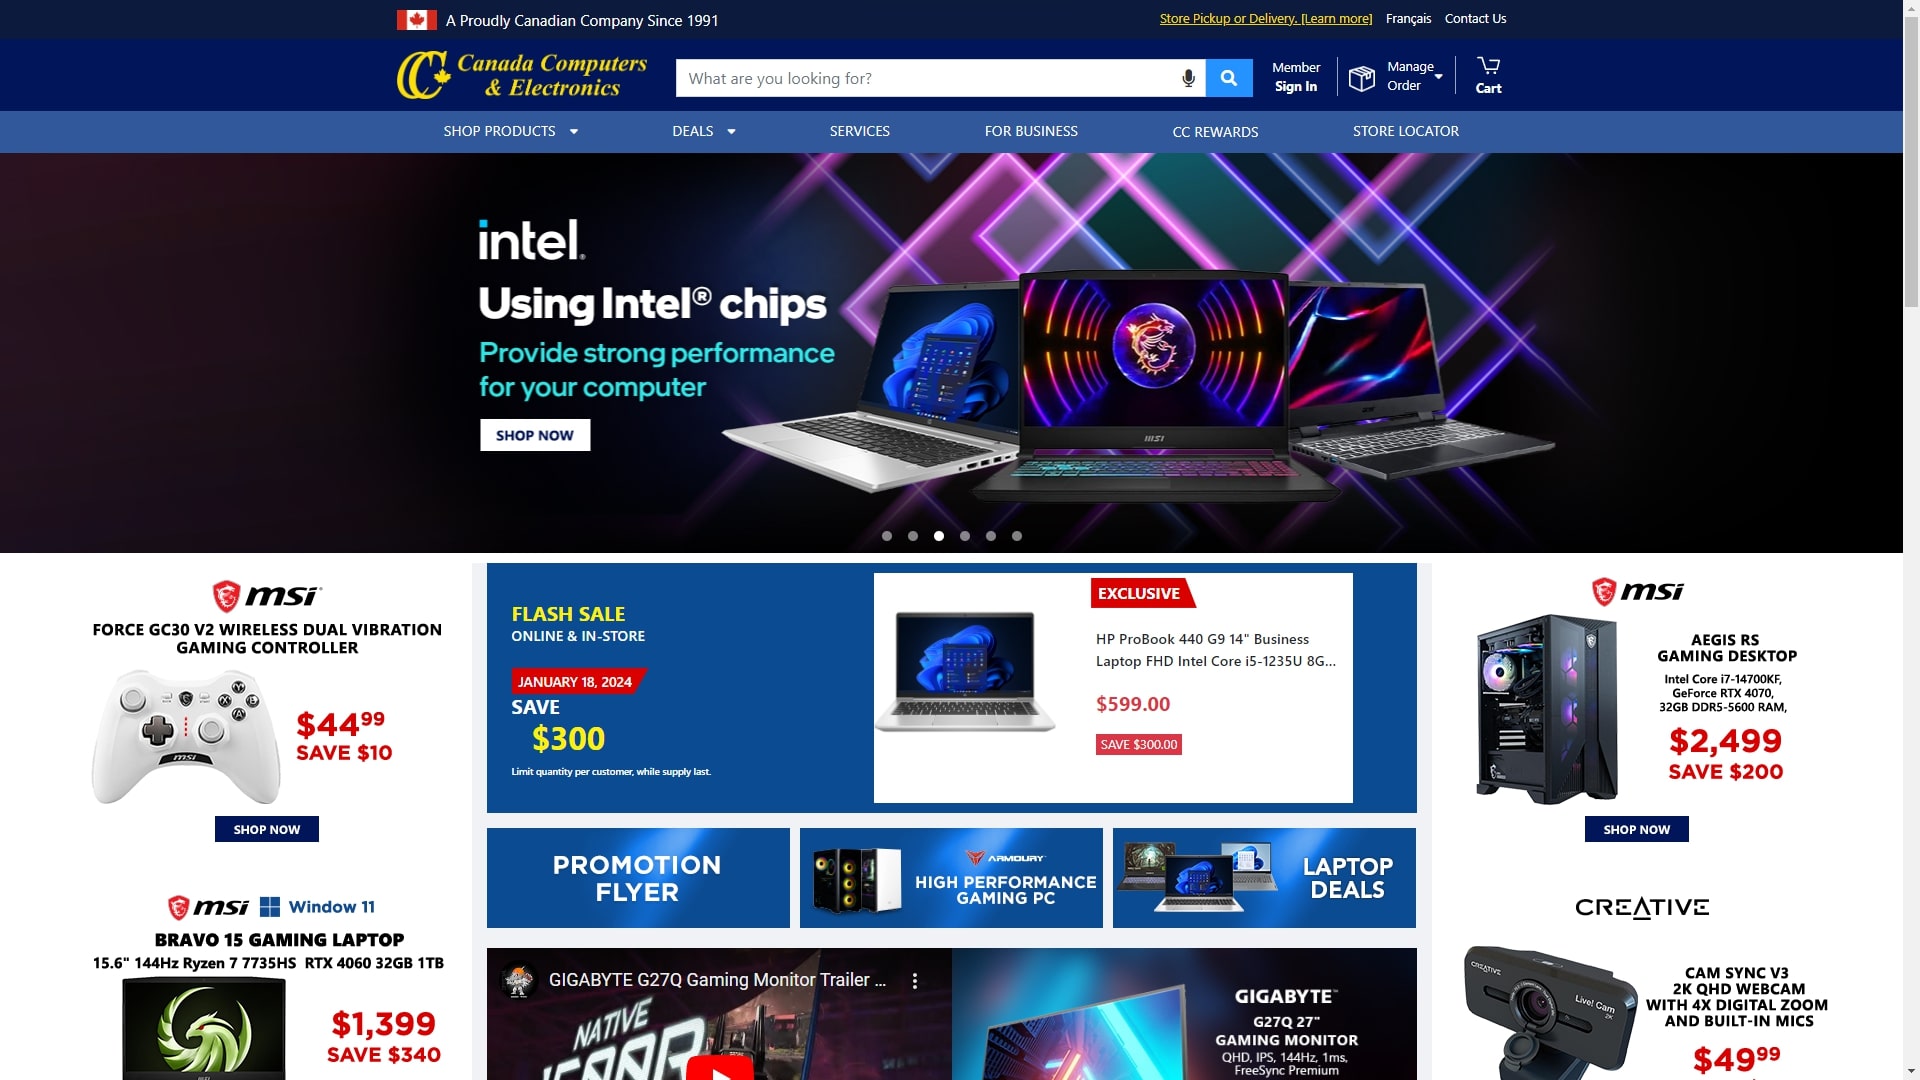 A Proudly Canadian Company Since 1991
Store Pickup or Delivery. [Learn more]
Français
Contact Us
Canada Computers
& Electronics
What are you looking for?
Member
Sign In
Manage
Order
Cart
SHOP PRODUCTS
DEALS
SERVICES
FOR BUSINESS
CC REWARDS
STORE LOCATOR
intel.
Using Intel® chips
Provide strong performance
for your computer
SHOP NOW
msi
msi
FORCE GC30 V2 WIRELESS DUAL VIBRATION
GAMING CONTROLLER
msi
$44.99
SAVE $10
SHOP NOW
msi Window 11
BRAVO 15 GAMING LAPTOP
15.6" 144Hz Ryzen 7 7735HS RTX 4060 32GB 1TB
$1,399
SAVE $340
FLASH SALE
ONLINE & IN-STORE
JANUARY 18, 2024
SAVE
$300
Limit quantity per customer, while supply last.
EXCLUSIVE
HP ProBook 440 G9 14" Business
Laptop FHD Intel Core i5-1235U 8G...
$599.00
SAVE $300.00
PROMOTION
FLYER
ARMOURY
HIGH PERFORMANCE
GAMING PC
LAPTOP
DEALS
GIGABYTE G27Q Gaming Monitor Trailer ...
NATIVE
GIGABYTE™
G27Q 27"
GAMING MONITOR
QHD, IPS, 144Hz, 1ms,
FreeSync Premium
msi
AEGIS RS
GAMING DESKTOP
Intel Core i7-14700KF,
GeForce RTX 4070,
32GB DDR5-5600 RAM,
$2,499
SAVE $200
SHOP NOW
CREATIVE
CREATIVE
Live! Cam
2K
CAM SYNC V3
2K QHD WEBCAM
WITH 4X DIGITAL ZOOM
AND BUILT-IN MICS
$49.99